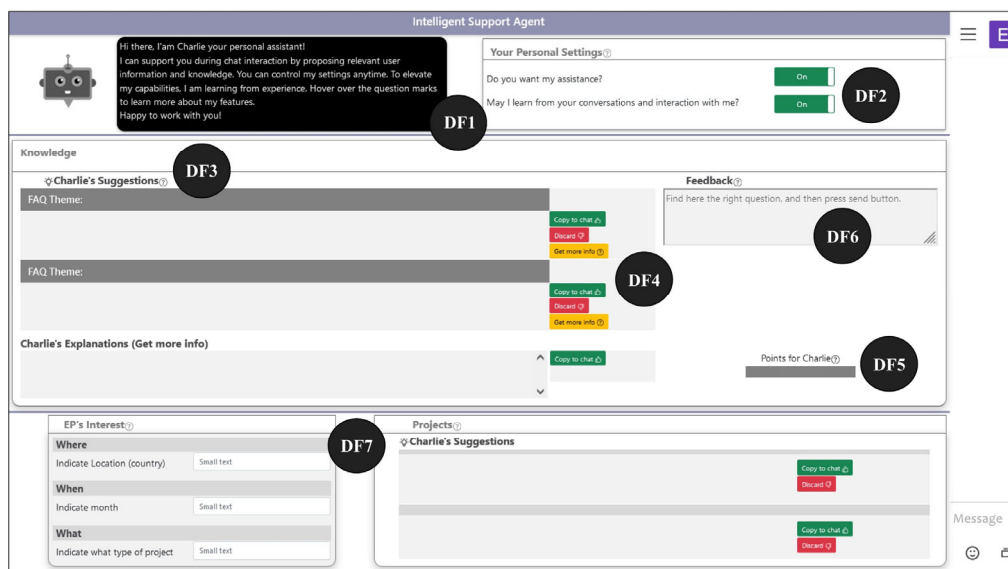 Intelligent Support Agent
Hi there, I'am Charlie your personal assistant!
I can support you during chat interaction by proposing relevant user
information and knowledge. You can control my settings anytime. To elevate
my capabilities, I am learning from experience. Hover over the question marks
to learn more about my features.
Happy to work with you!
DF1
Your Personal Settings?
Do you want my assistance?
On
May I learn from your conversations and interaction with me?
On
DF2
E
Knowledge
DF3
Charlie's Suggestions?
FAQ Theme:
Copy to chat
Discard
Get more info ?
FAQ Theme:
Copy to chat
Discard
Get more info ?
DF4
Feedback?
Find here the right question, and then press send button.
DF6
Charlie's Explanations (Get more info)
Copy to chat
Points for Charlie?
DF5
EP's Interest?
Where
Indicate Location (country)
Small text
When
Indicate month
Small text
What
Indicate what type of project
Small text
DF7
Projects?
Charlie's Suggestions
Copy to chat
Discard
Copy to chat
Discard
Message